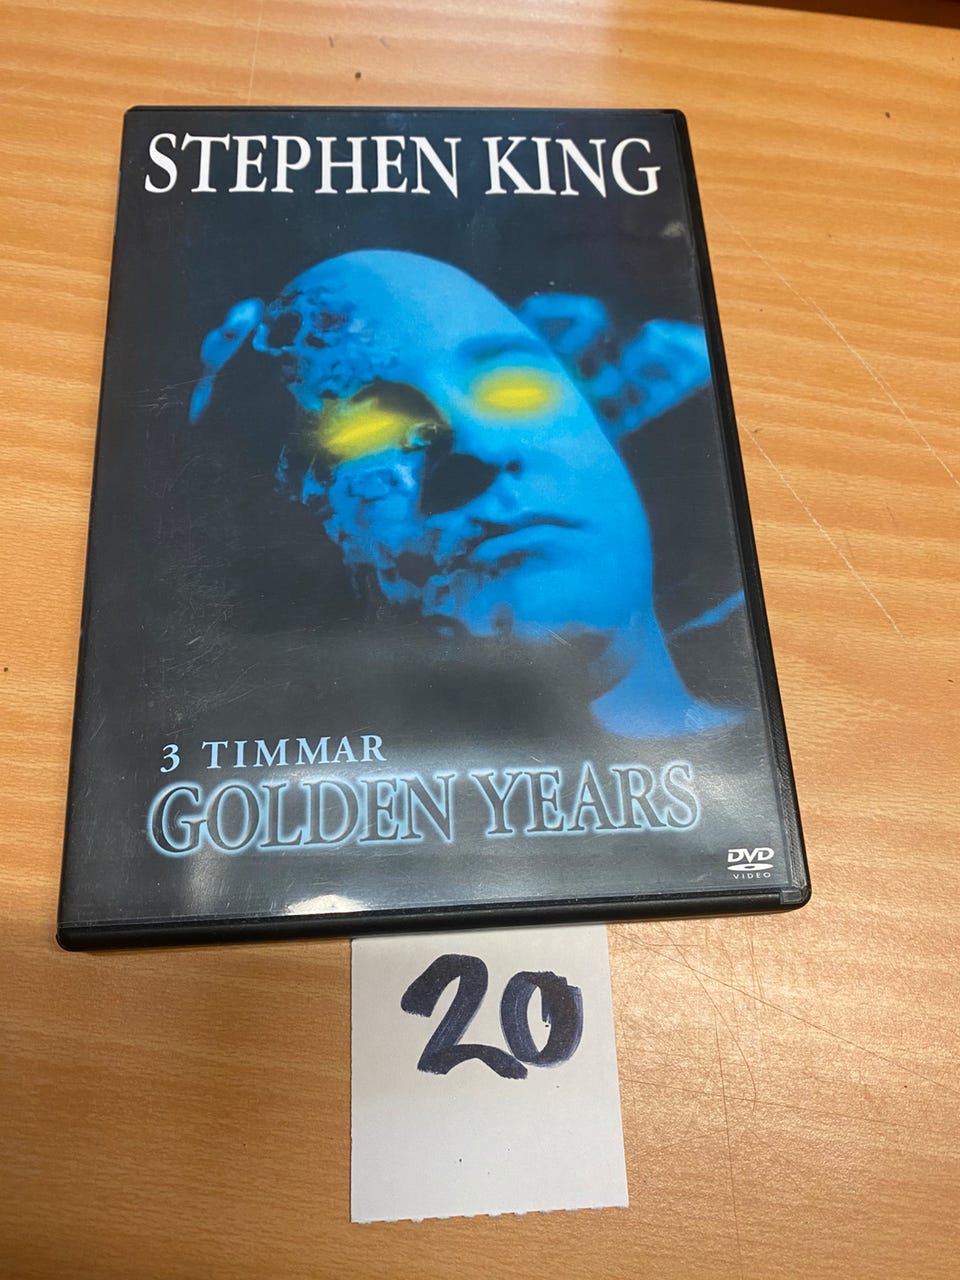 STEPHEN KING
3 TIMMAR
GOLDEN YEARS
DVD
VIDEO
20